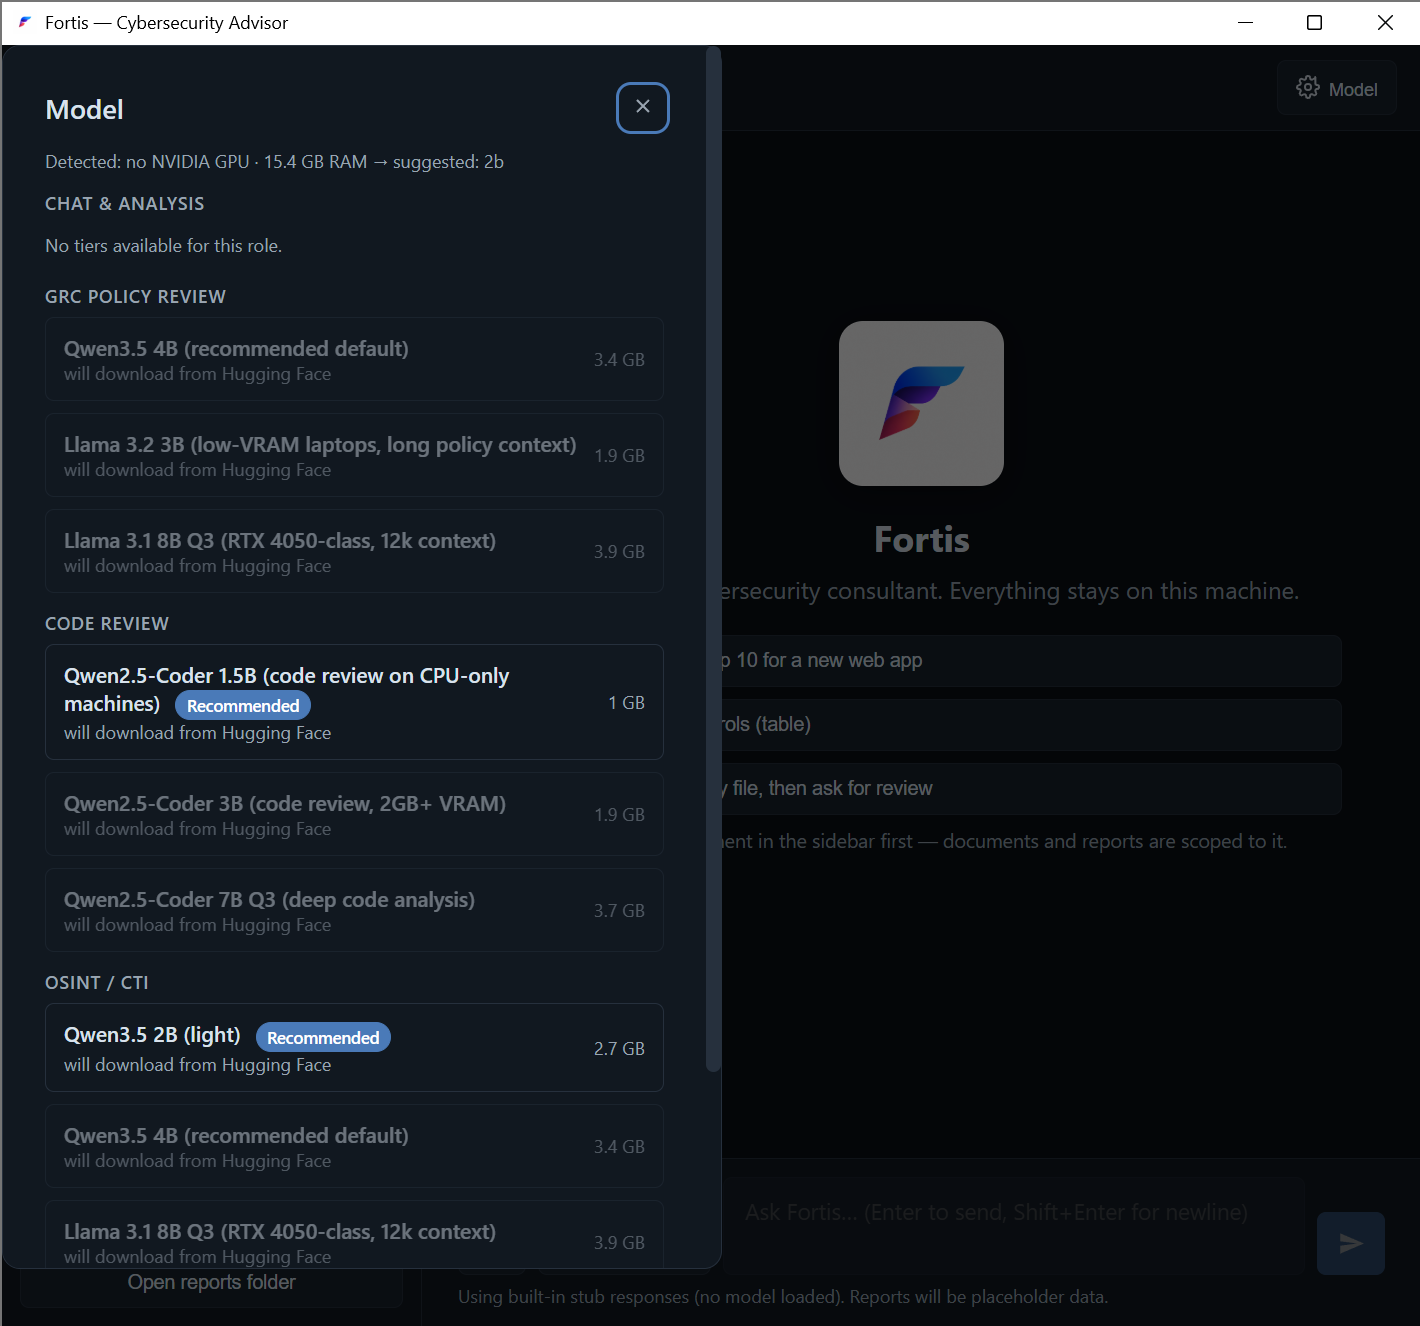 Fortis — Cybersecurity Advisor
Model
Model
Detected: no NVIDIA GPU · 15.4 GB RAM → suggested: 2b
CHAT & ANALYSIS
No tiers available for this role.
GRC POLICY REVIEW
Qwen3.5 4B (recommended default)
will download from Hugging Face
3.4 GB
Llama 3.2 3B (low-VRAM laptops, long policy context)
will download from Hugging Face
1.9 GB
Llama 3.1 8B Q3 (RTX 4050-class, 12k context)
will download from Hugging Face
3.9 GB
CODE REVIEW
Qwen2.5-Coder 1.5B (code review on CPU-only
machines) Recommended
will download from Hugging Face
1 GB
Qwen2.5-Coder 3B (code review, 2GB+ VRAM)
will download from Hugging Face
1.9 GB
Qwen2.5-Coder 7B Q3 (deep code analysis)
will download from Hugging Face
3.7 GB
OSINT / CTI
Qwen3.5 2B (light) Recommended
will download from Hugging Face
2.7 GB
Qwen3.5 4B (recommended default)
will download from Hugging Face
3.4 GB
Llama 3.1 8B Q3 (RTX 4050-class, 12k context)
will download from Hugging Face
3.9 GB
Open reports folder
Fortis
consultant. Everything stays on this machine.
10 for a new web app
(table)
file, then ask for review
in the sidebar first — documents and reports are scoped to it.
Ask Fortis... (Enter to send, Shift+Enter for newline)
Using built-in stub responses (no model loaded). Reports will be placeholder data.